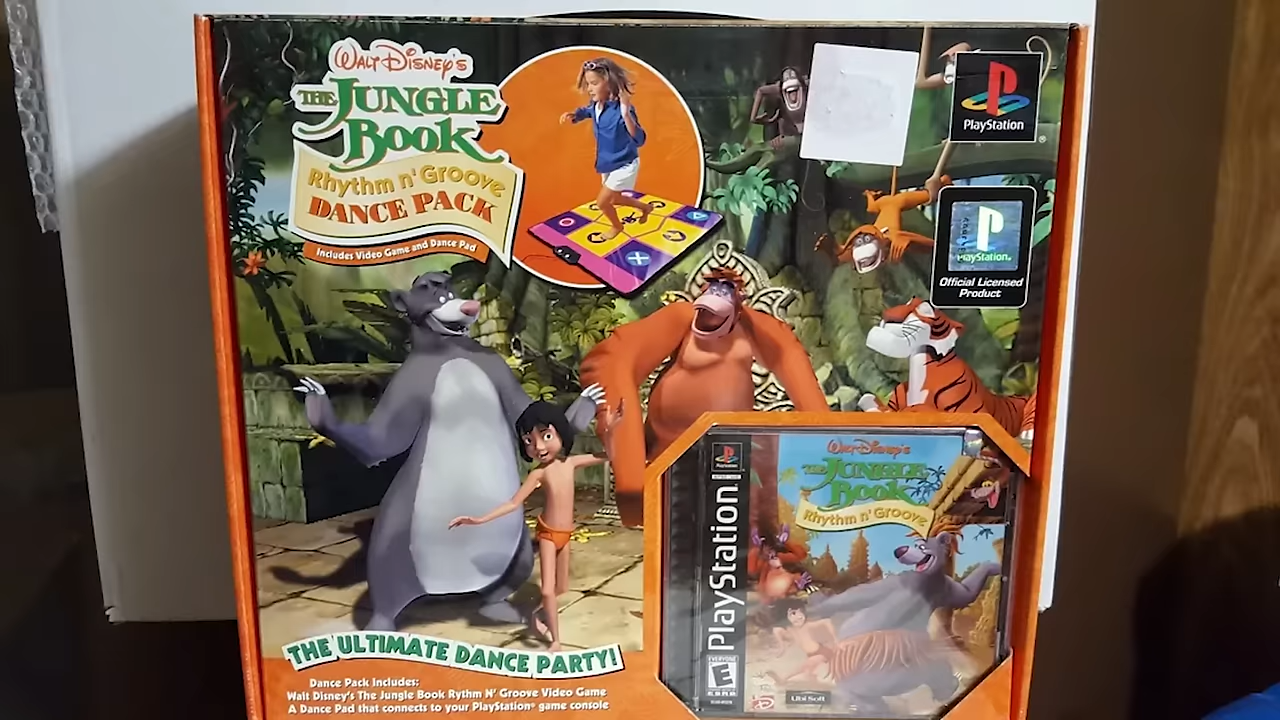 WALT DISNEY'S
THE JUNGLE
BOOK
Rhythm n' Groove
DANCE PACK
Includes Video Game and Dance Pad
PlayStation
PlayStation
Official Licensed
Product
WALT DISNEY'S
THE JUNGLE
BOOK
Rhythm n' Groove
PlayStation
PlayStation
EVERYONE
E
ESRB
Ubi Soft
THE ULTIMATE DANCE PARTY!
Dance Pack Includes:
Walt Disney's The Jungle Book Rythm N' Groove Video Game
A Dance Pad that connects to your PlayStation® game console